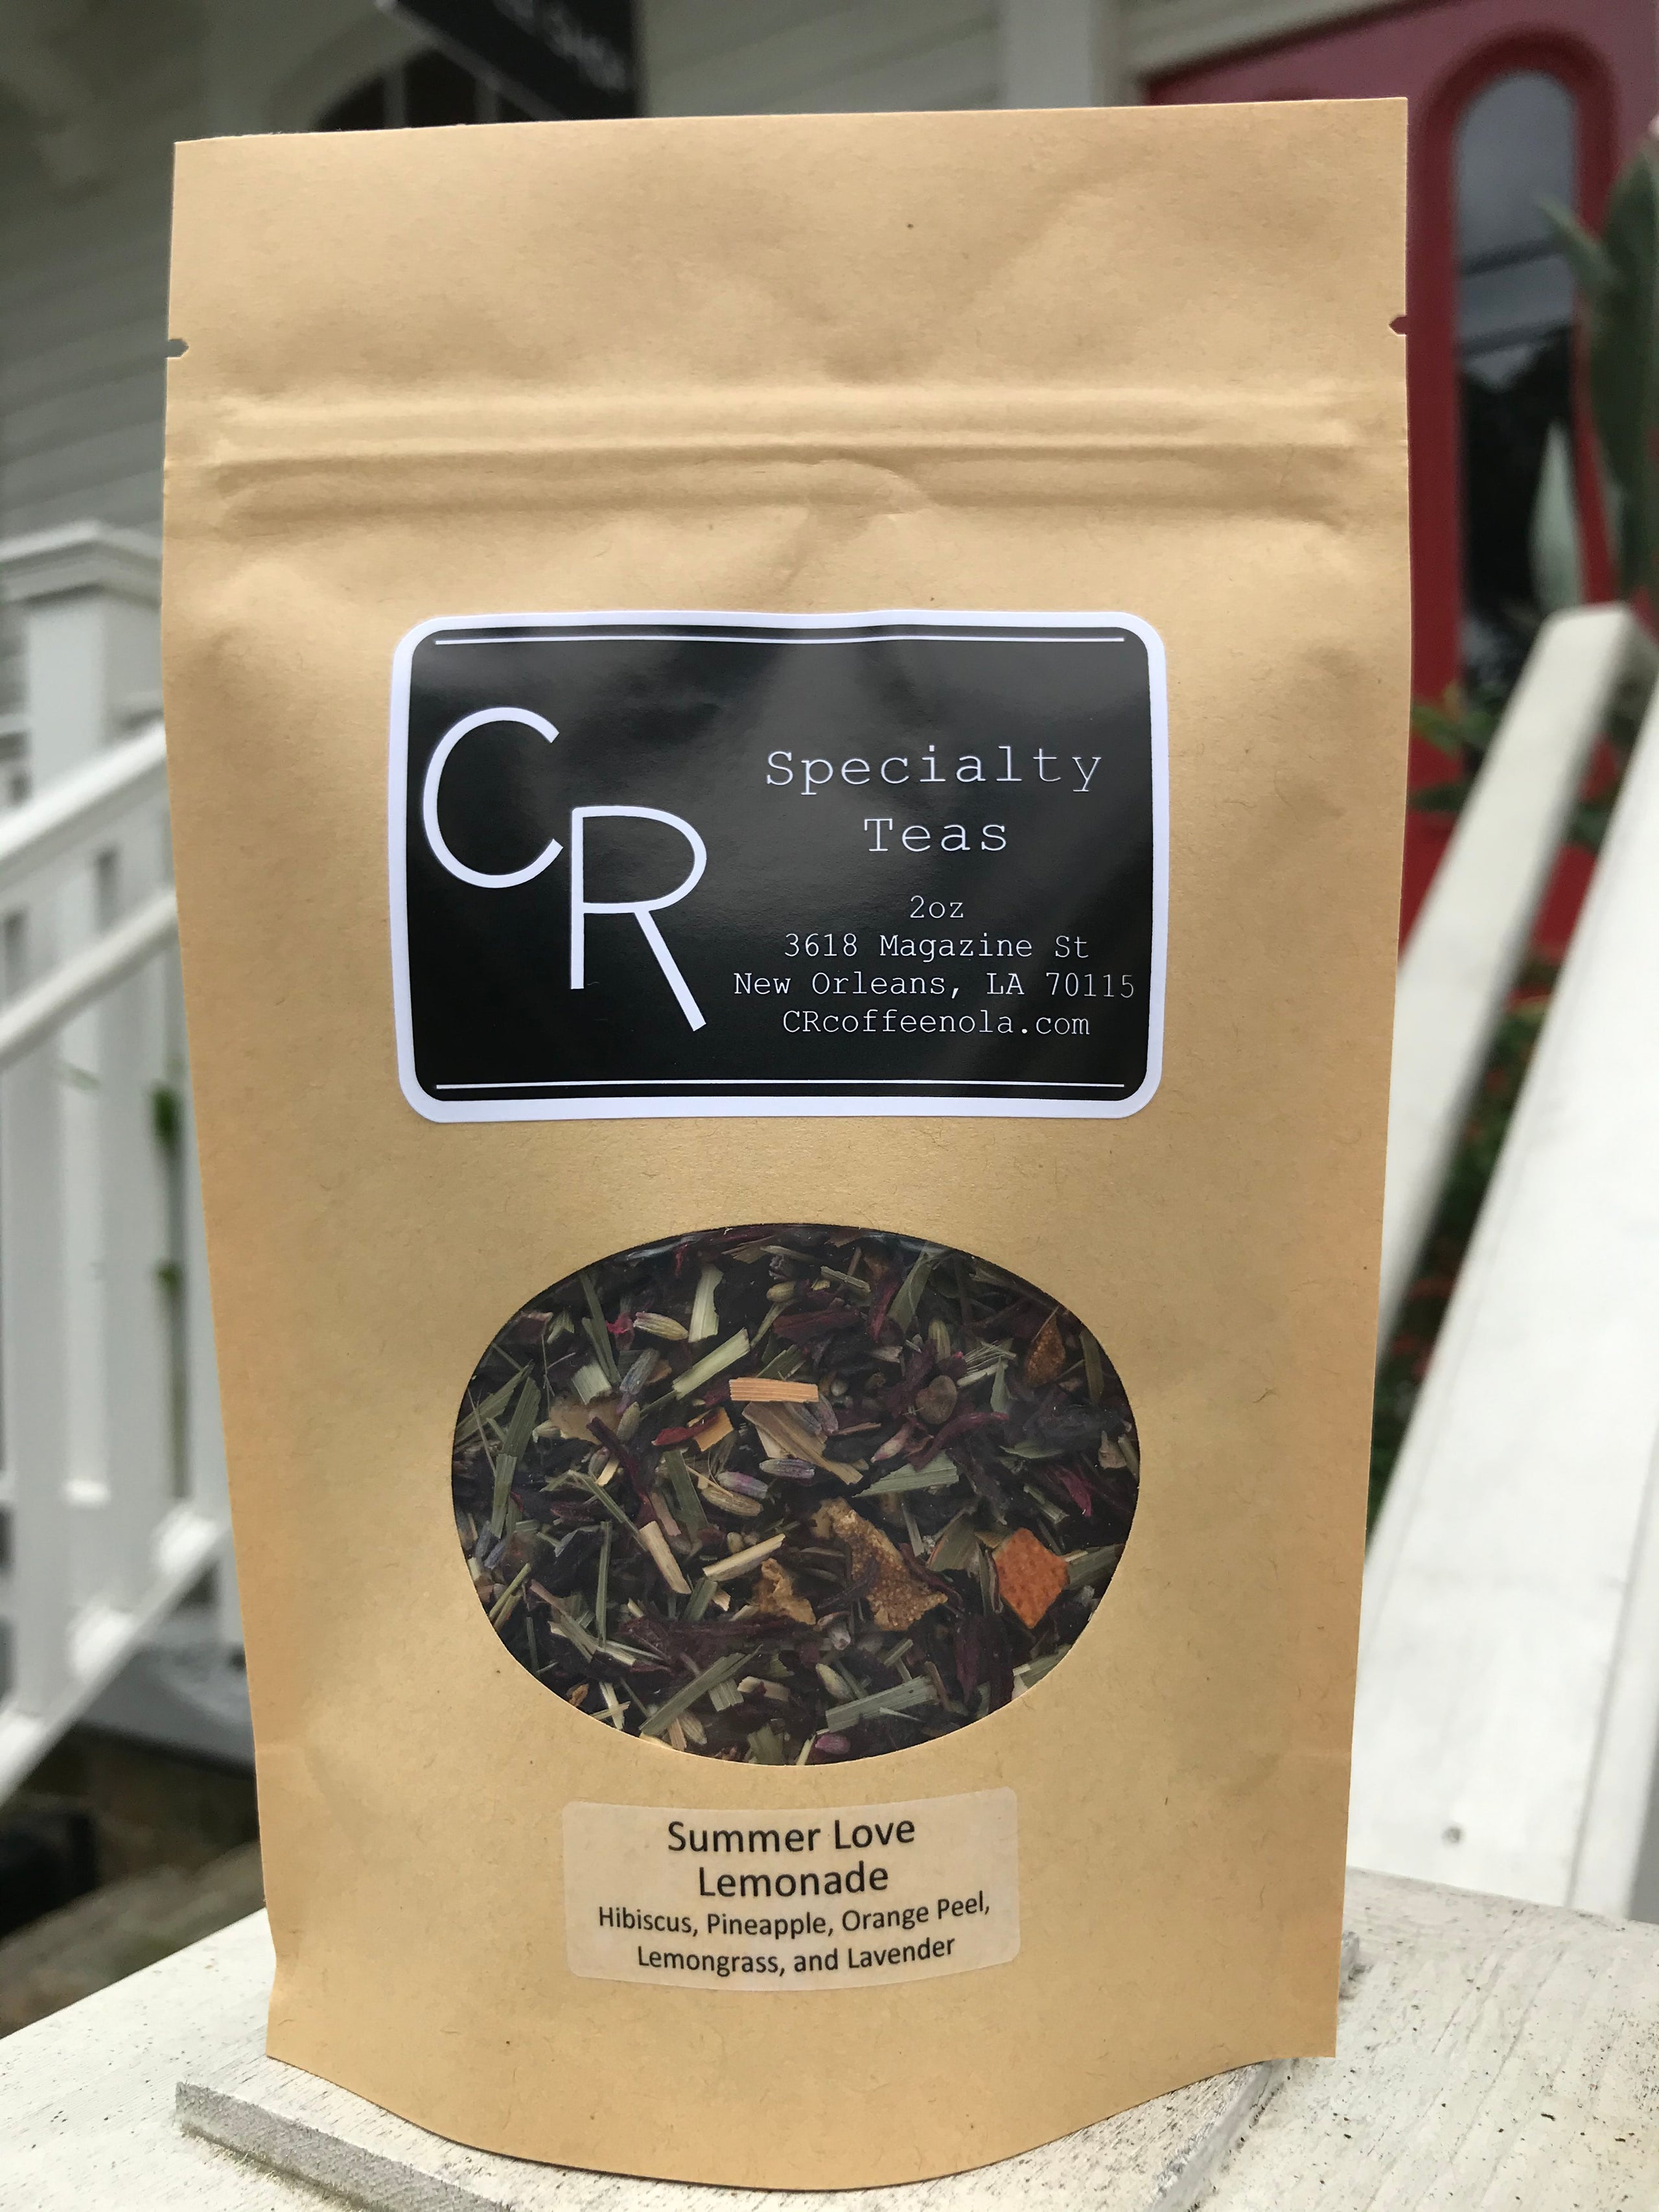 CR
Specialty
Teas
2oz
3618 Magazine St
New Orleans, LA 70115
CRcoffeenola.com
Summer Love
Lemonade
Hibiscus, Pineapple, Orange Peel,
Lemongrass, and Lavender